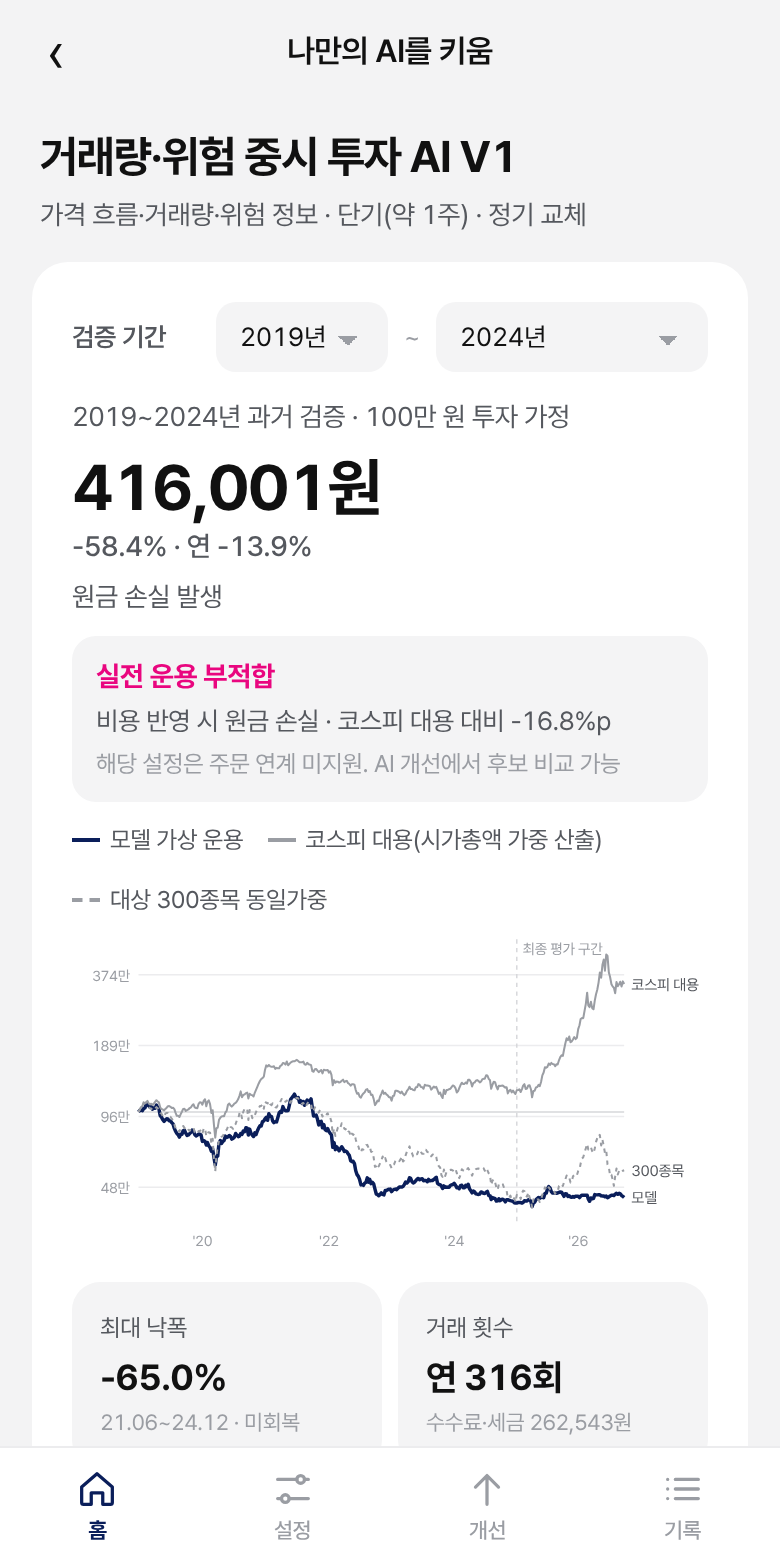 나만의 AI를 키움
거래량·위험 중시 투자 AI V1
가격 흐름·거래량·위험 정보 · 단기(약 1주) · 정기 교체
검증 기간 2019년 ~ 2024년
2019~2024년 과거 검증 · 100만 원 투자 가정
416,001원
-58.4% · 연 -13.9%
원금 손실 발생
실전 운용 부적합
비용 반영 시 원금 손실 · 코스피 대용 대비 -16.8%p
해당 설정은 주문 연계 미지원. AI 개선에서 후보 비교 가능
모델 가상 운용 코스피 대용(시가총액 가중 산출)
대상 300종목 동일가중
최종 평가 구간
374만
코스피 대용
189만
96만
300종목
48만
모델
'20 '22 '24 '26
최대 낙폭
-65.0%
21.06~24.12 · 미회복
거래 횟수
연 316회
수수료·세금 262,543원
홈 설정 개선 기록